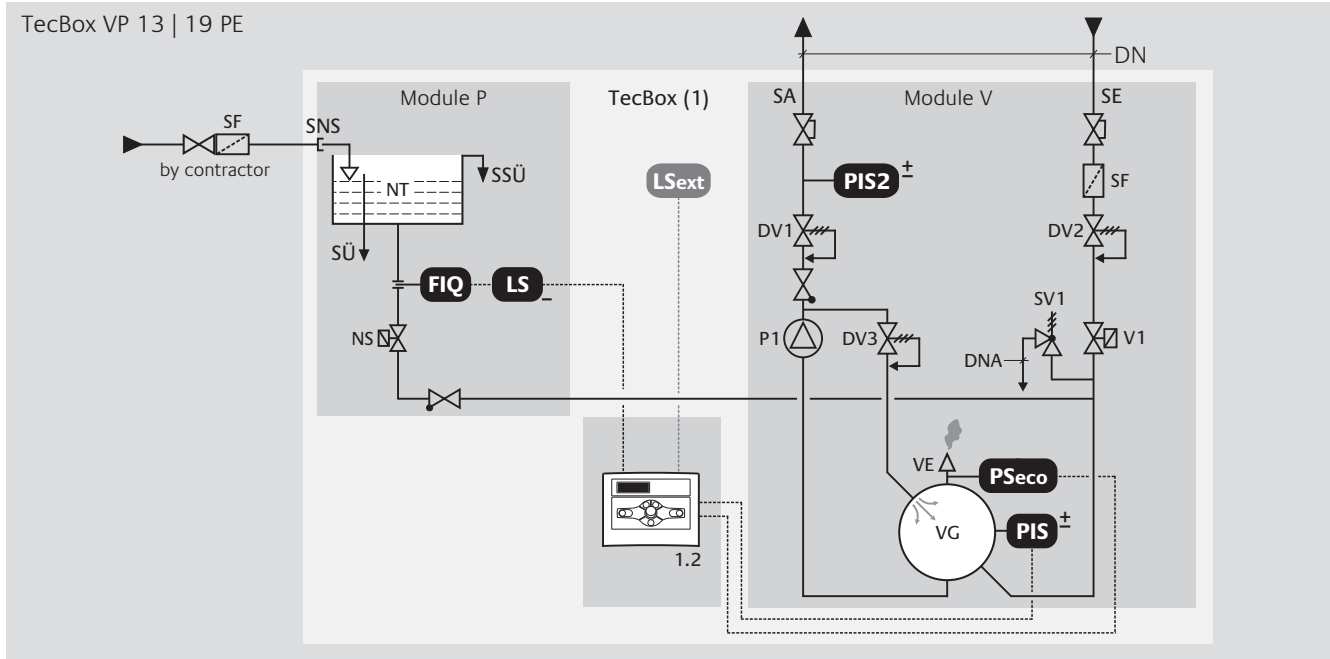 TecBox VP 13 | 19 PE
DN
Module P
TecBox (1)
SA
Module V
SE
SF
SNS
by contractor
NT
SSÜ
LSext
PIS2 ±
SF
DV1
DV2
SÜ
FIQ
LS –
SV1
NS
P1
DV3
V1
DNA
VE
PSeco
VG
PIS ±
1.2